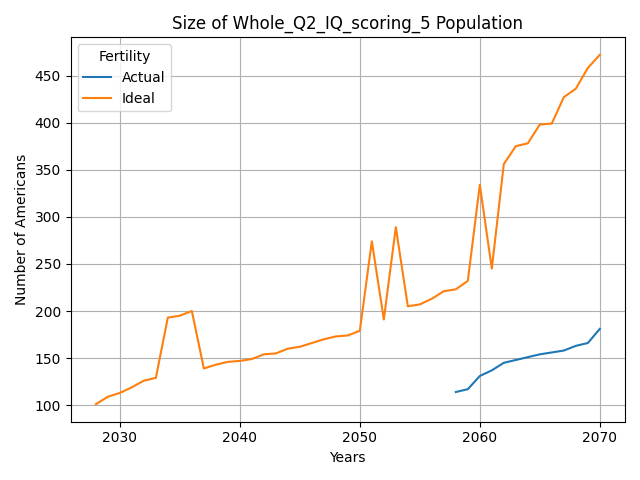 Size of Whole_Q2_IQ_scoring_5 Population
Fertility
Actual
Ideal
450
400
350
300
250
200
150
100
Number of Americans
2030
2040
2050
2060
2070
Years